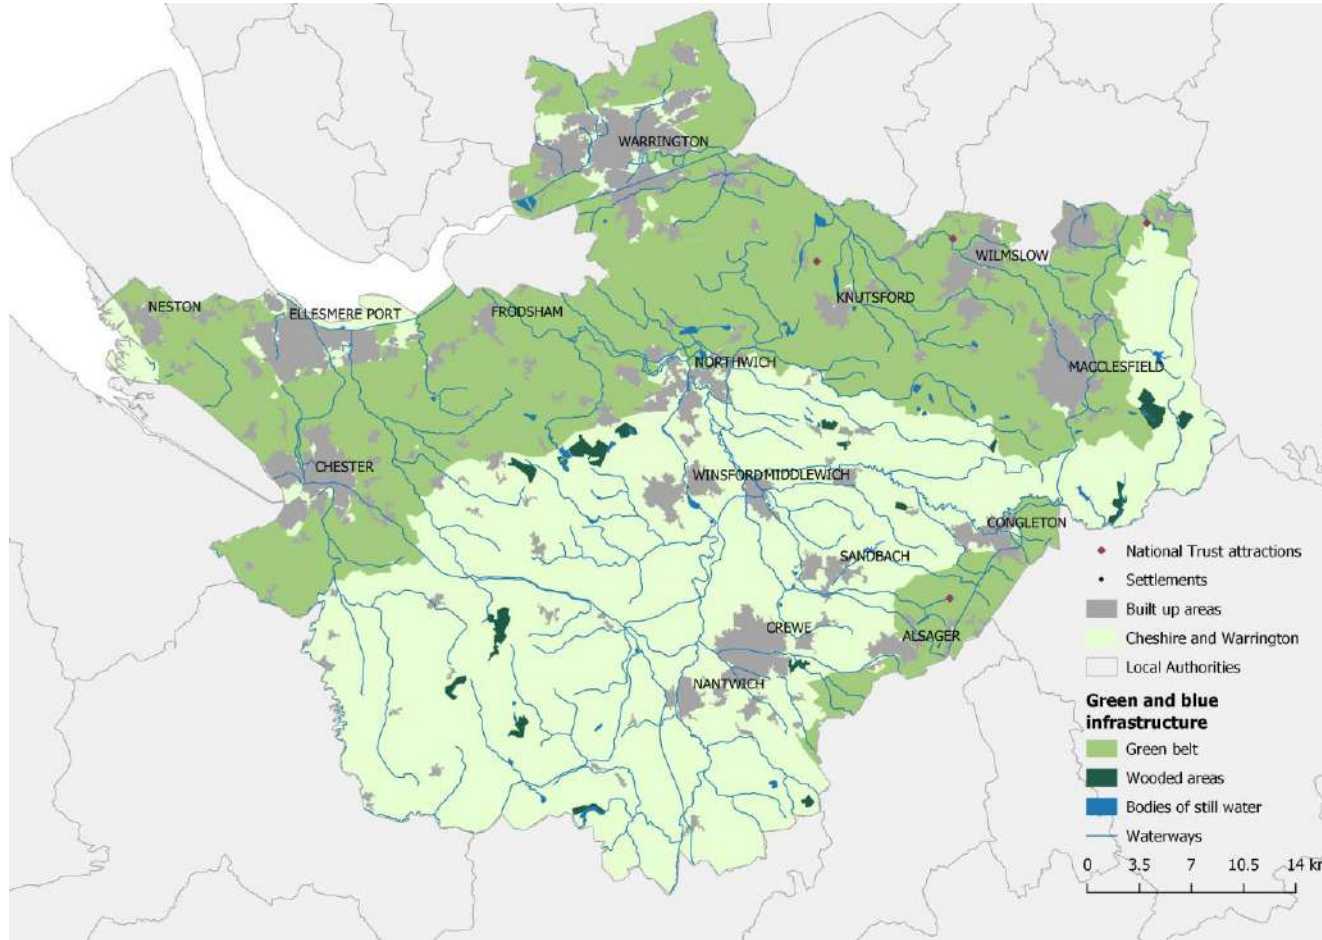 WARRINGTON
WILMSLOW
KNUTSFORD
NESTON
ELLESMERE PORT
FRODSHAM
NORTHWICH
MACCLESFIELD
CHESTER
WINSFORD
MIDDLEWICH
CONGLETON
SANDBACH
CREWE
ALSAGER
NANTWICH
National Trust attractions
Settlements
Built up areas
Cheshire and Warrington
Local Authorities
Green and blue
infrastructure
Green belt
Wooded areas
Bodies of still water
Waterways
0 3.5 7 10.5 14 km